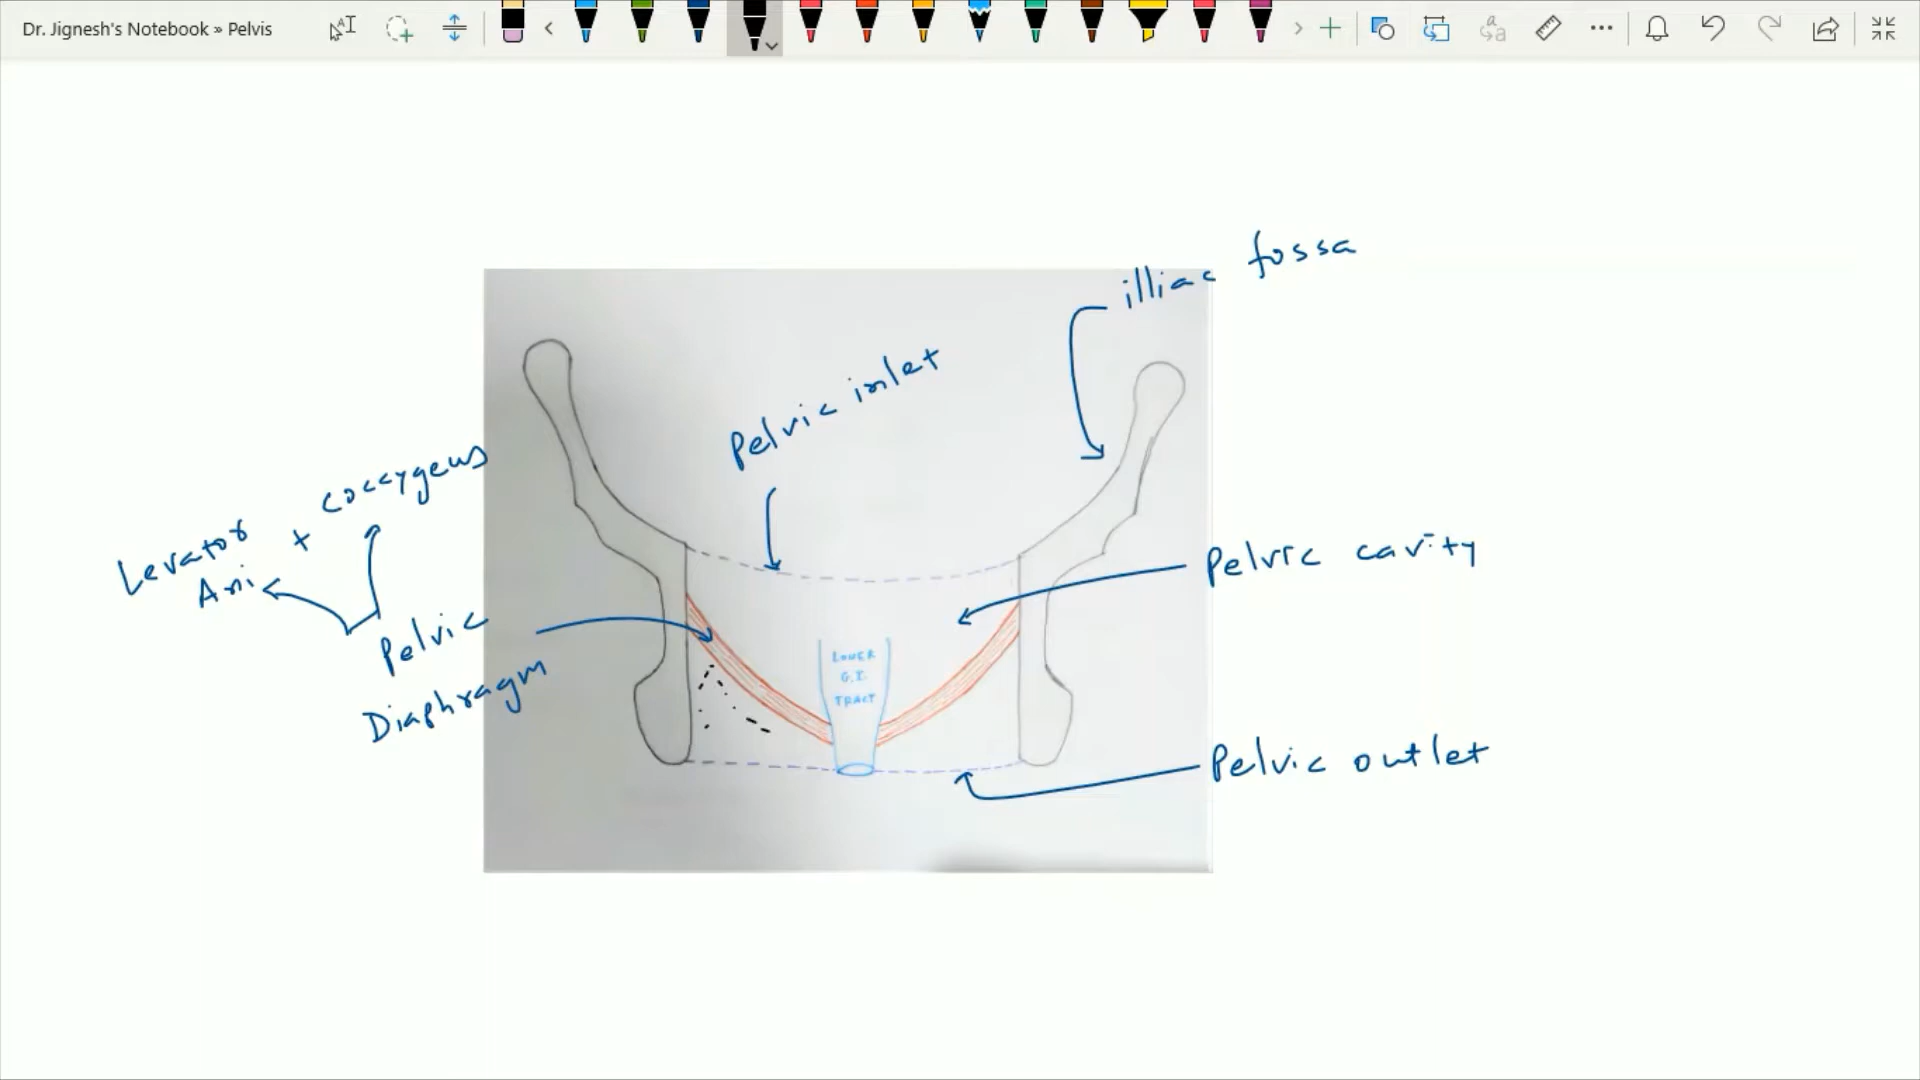 Dr. Jignesh's Notebook » Pelvis
illiac fossa
Pelvic inlet
Levator + coccygeus
Ani
Pelvic
Diaphragm
Pelvic cavity
LOWER
G.I.
TRACT
Pelvic outlet